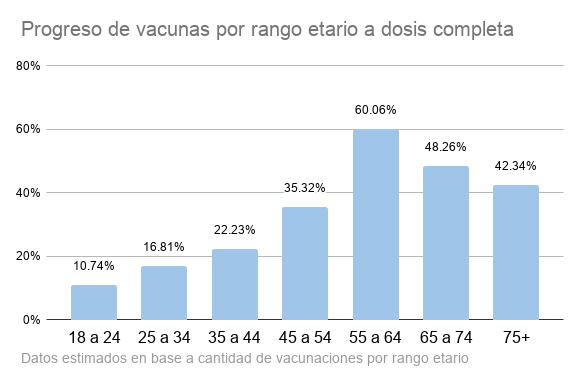 Progreso de vacunas por rango etario a dosis completa
80%
60%
40%
20%
0%
10.74%
16.81%
22.23%
35.32%
60.06%
48.26%
42.34%
18 a 24
25 a 34
35 a 44
45 a 54
55 a 64
65 a 74
75+
Datos estimados en base a cantidad de vacunaciones por rango etario